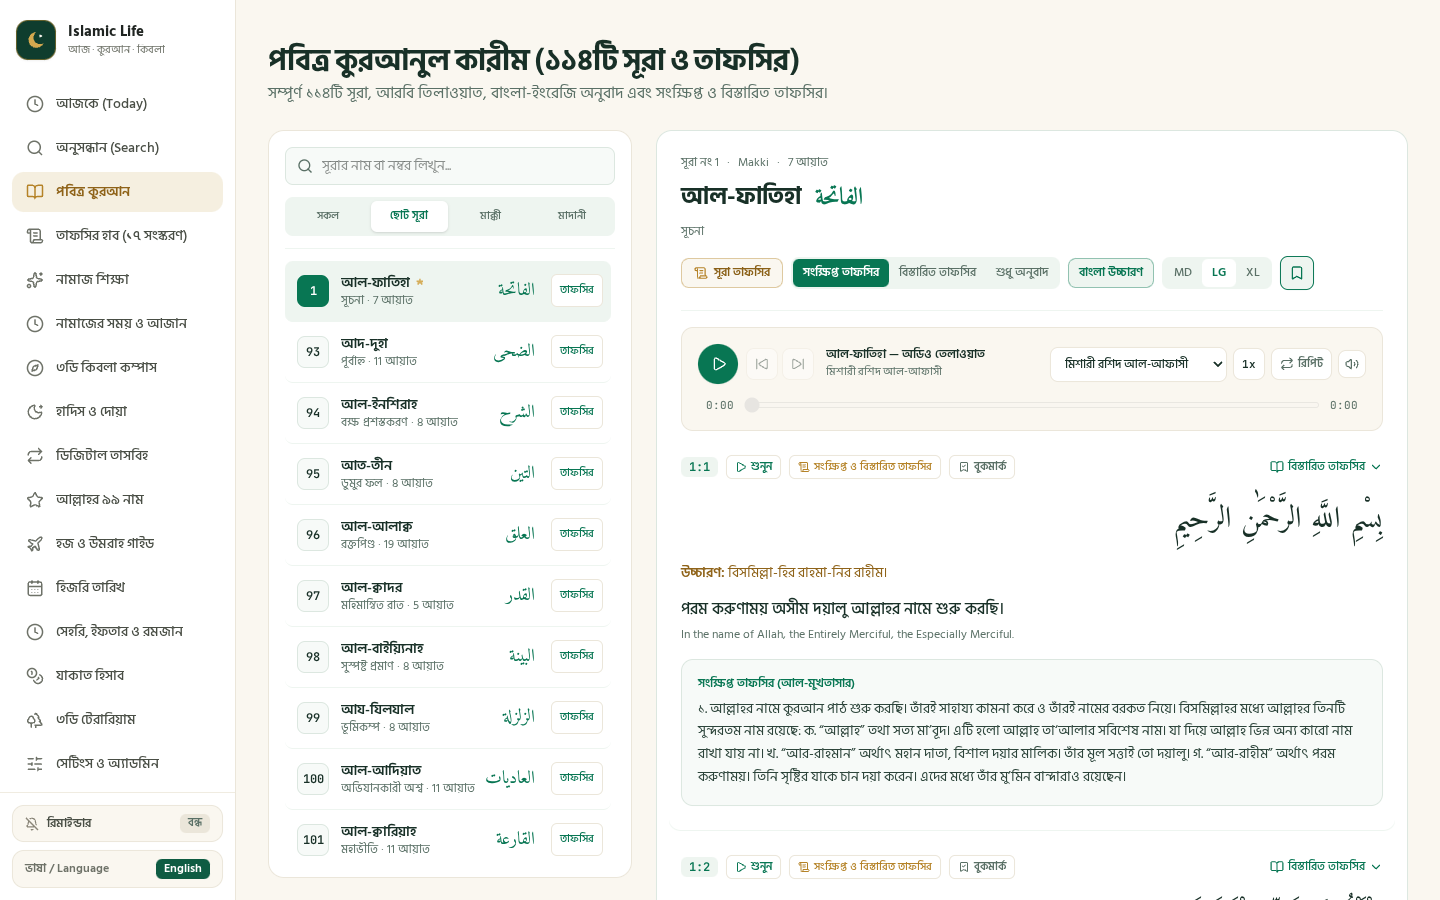 Islamic Life
আজ · কুরআন · কিবলা
আজকে (Today)
অনুসন্ধান (Search)
পবিত্র কুরআন
তাফসির হাব (১৭ সংস্করণ)
নামাজ শিক্ষা
নামাজের সময় ও আজান
৩ডি কিবলা কম্পাস
হাদিস ও দোয়া
ডিজিটাল তাসবিহ
আল্লাহর ৯৯ নাম
হজ ও উমরাহ গাইড
হিজরি তারিখ
সেহরি, ইফতার ও রমজান
যাকাত হিসাব
৩ডি টেরারিয়াম
সেটিংস ও অ্যাডমিন
রিমাইন্ডার
বন্ধ
ভাষা / Language
English
পবিত্র কুরআনুল কারীম (১১৪টি সূরা ও তাফসির)
সম্পূর্ণ ১১৪টি সূরা, আরবি তিলাওয়াত, বাংলা-ইংরেজি অনুবাদ এবং সংক্ষিপ্ত ও বিস্তারিত তাফসির।
সূরার নাম বা নম্বর লিখুন...
সকল ছোট সূরা মাক্কী মাদানী
1 আল-ফাতিহা * الفاتحة তাফসির
সূচনা · 7 আয়াত
93 আদ-দুহা الضحى তাফসির
পূর্বাহ্ন · 11 আয়াত
94 আল-ইনশিরাহ الشرح তাফসির
বক্ষ প্রশস্তকরণ · 8 আয়াত
95 আত-তীন التين তাফসির
ডুমুর ফল · 8 আয়াত
96 আল-আলাক্ব العلق তাফসির
রক্তপিণ্ড · 19 আয়াত
97 আল-ক্বাদর القدر তাফসির
মহিমান্বিত রাত · 5 আয়াত
98 আল-বাইয়্যিনাহ البينة তাফসির
সুস্পষ্ট প্রমাণ · 8 আয়াত
99 আয-যিলযাল الزلزلة তাফসির
ভূমিকম্প · 8 আয়াত
100 আল-আদিয়াত العاديات তাফসির
অভিযানকারী অশ্ব · 11 আয়াত
101 আল-ক্বারিয়াহ القارعة তাফসির
মহাভীতি · 11 আয়াত
সূরা নং 1 · Makki · 7 আয়াত
আল-ফাতিহা الفاتحة
সূচনা
সূরা তাফসির সংক্ষিপ্ত তাফসির বিস্তারিত তাফসির শুধু অনুবাদ বাংলা উচ্চারণ MD LG XL
আল-ফাতিহা — অডিও তেলাওয়াত
মিশারী রশিদ আল-আফাসী
মিশারী রশিদ আল-আফাসী 1x রিপিট
0:00 0:00
1:1 শুনুন সংক্ষিপ্ত ও বিস্তারিত তাফসির বুকমার্ক বিস্তারিত তাফসির
بِسْمِ اللَّهِ الرَّحْمَٰنِ الرَّحِيمِ
উচ্চারণ: বিসমিল্লা-হির রাহমা-নির রাহীম।
পরম করুণাময় অসীম দয়ালু আল্লাহর নামে শুরু করছি।
In the name of Allah, the Entirely Merciful, the Especially Merciful.
সংক্ষিপ্ত তাফসির (আল-মুখতাসার)
১. আল্লাহর নামে কুরআন পাঠ শুরু করছি। তাঁরই সাহায্য কামনা করে ও তাঁরই নামের বরকত নিয়ে। বিসমিল্লাহর মধ্যে আল্লাহর তিনটি
সুন্দরতম নাম রয়েছে: ক. “আল্লাহ” তথা সত্য মা’বূদ। এটি হলো আল্লাহ তা‘আলার সবিশেষ নাম। যা দিয়ে আল্লাহ ভিন্ন অন্য কারো নাম
রাখা যায় না। খ. “আর-রাহমান” অর্থাৎ মহান দাতা, বিশাল দয়ার মালিক। তাঁর মূল সত্তাই তো দয়ালু। গ. “আর-রাহীম” অর্থাৎ পরম
করুণাময়। তিনি সৃষ্টির যাকে চান দয়া করেন। এদের মধ্যে তাঁর মু’মিন বান্দারাও রয়েছেন।
1:2 শুনুন সংক্ষিপ্ত ও বিস্তারিত তাফসির বুকমার্ক বিস্তারিত তাফসির